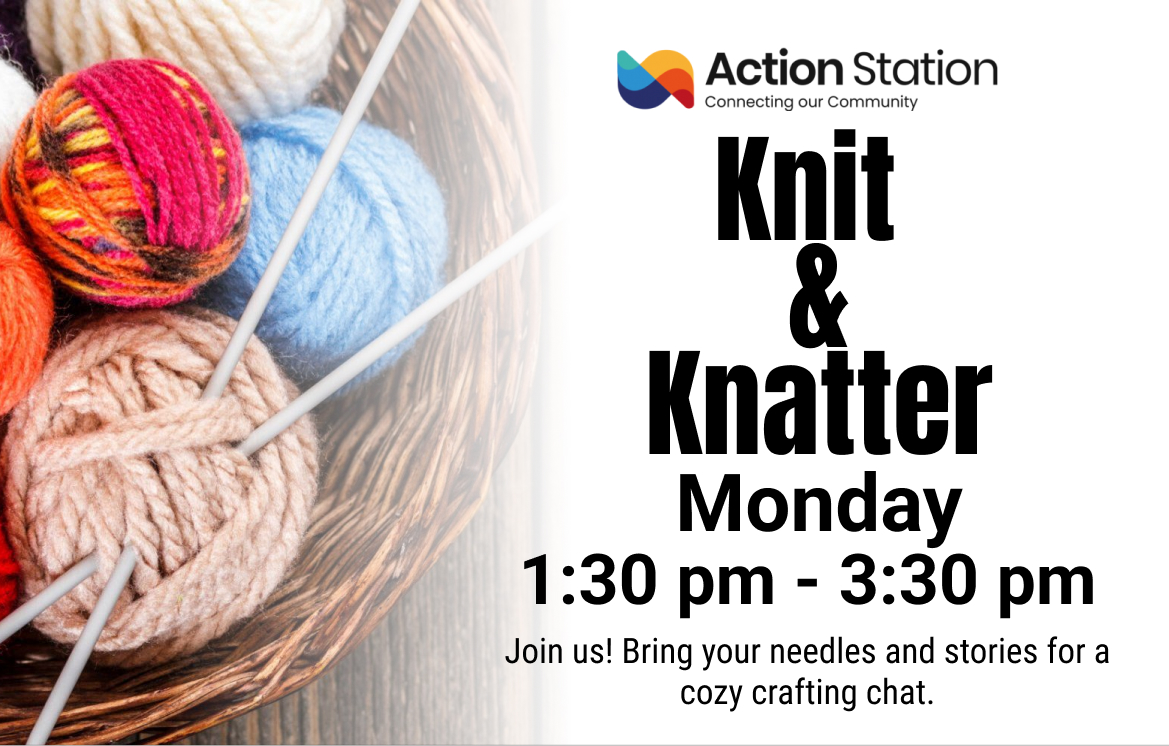 Action Station
Connecting our Community
Knit
&
Knatter
Monday
1:30 pm - 3:30 pm
Join us! Bring your needles and stories for a
cozy crafting chat.